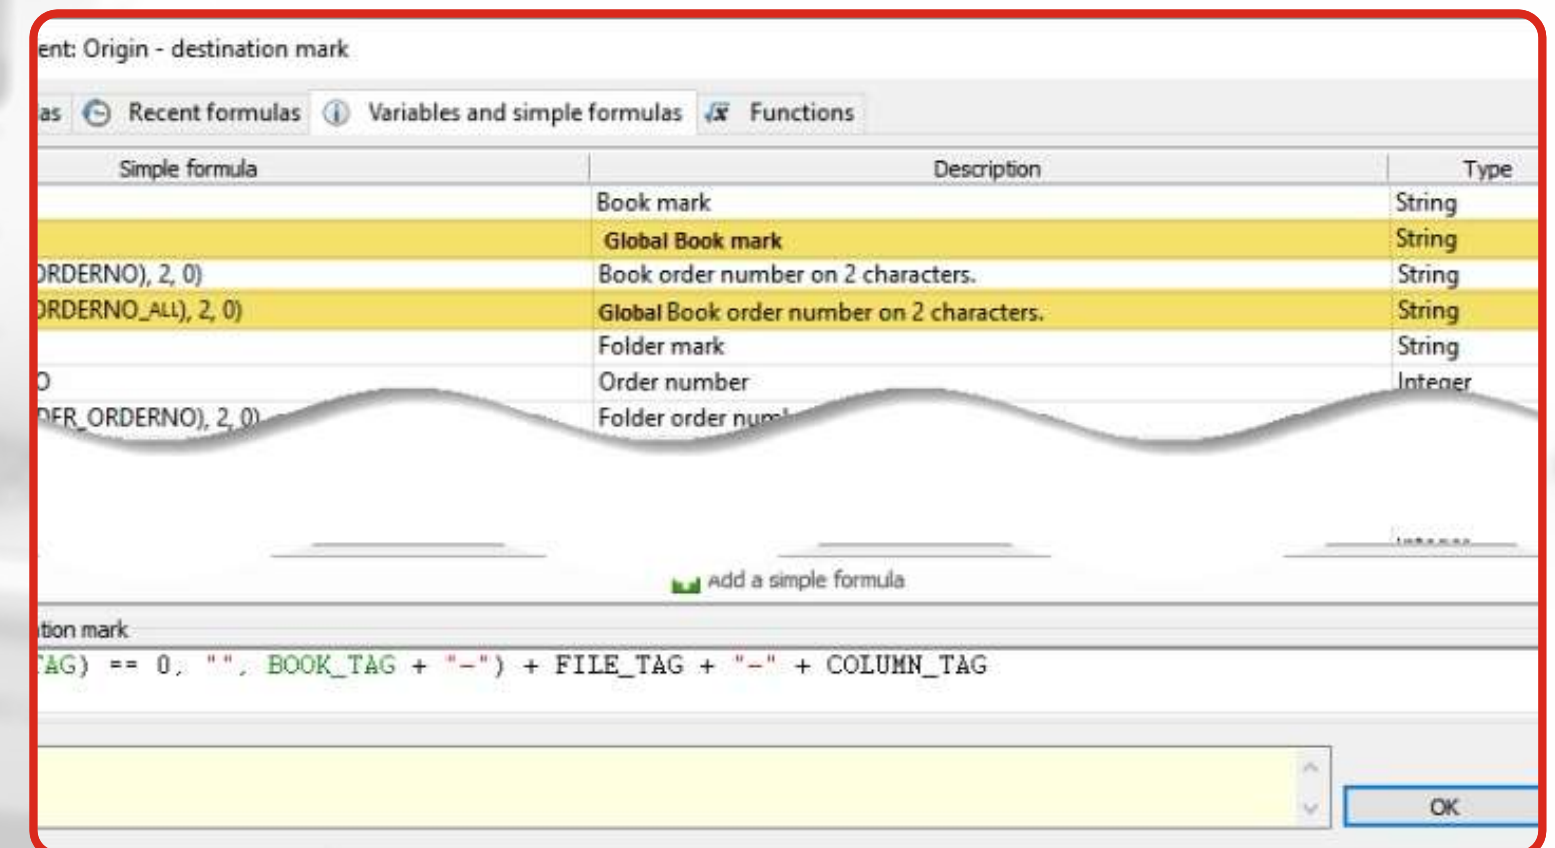 ent: Origin - destination mark
as Recent formulas Variables and simple formulas Functions
Simple formula Description Type
Book mark String
Global Book mark String
ORDERNO), 2, 0) Book order number on 2 characters. String
ORDERNO_ALL), 2, 0) Global Book order number on 2 characters. String
Folder mark String
O Order number Integer
DER_ORDERNO), 2, 0) Folder order num
Integer
Add a simple formula
tion mark
TAG) == 0, "", BOOK_TAG + "-") + FILE_TAG + "-" + COLUMN_TAG
OK